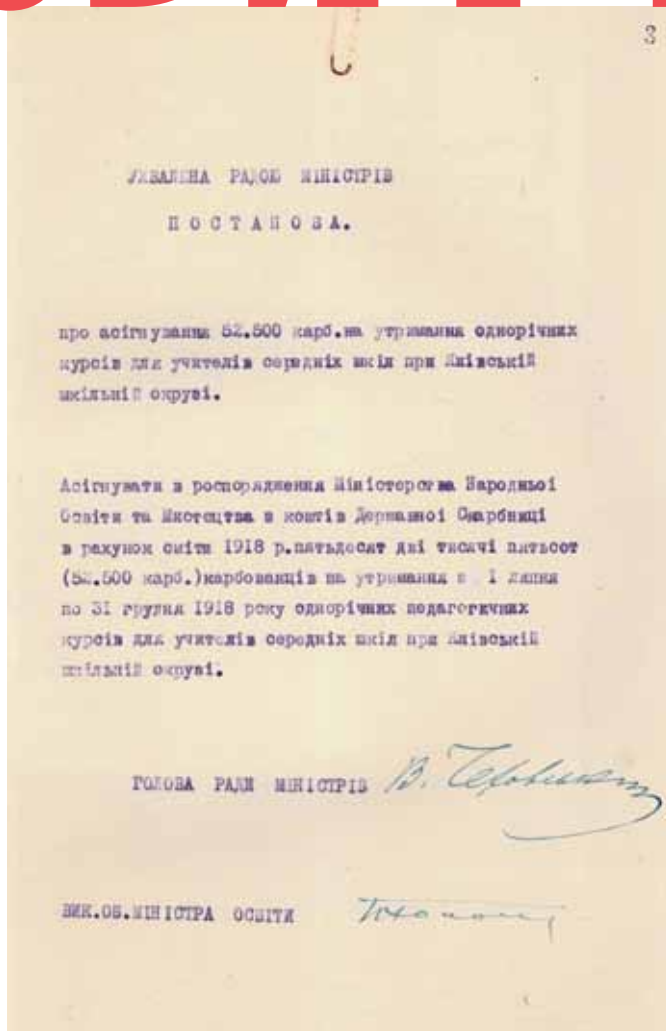 3
УХВАЛЕНА РАДОЮ МІНІСТРІВ
ПОСТАНОВА.
про асігнування 52.500 карб.на утримання однорічних
курсів для учителів середніх шкіл при Київській
шкільній окрузі.
Асігнувати в роспорядження Міністерства Народньої
Освіти та Мистецтва з коштів Державної Скарбниці
в рахунок сміти 1918 р.пятьдесят дві тисячі пятьсот
(52.500 карб.)карбованців на утримання з 1 липня
по 31 грудня 1918 року однорічних педагогичних
курсів для учителів середніх шкіл при Київській
шкільній окрузі.
ГОЛОВА РАДИ МІНІСТРІВ В.
ВИК.ОБ.МІНІСТРА ОСВІТИ